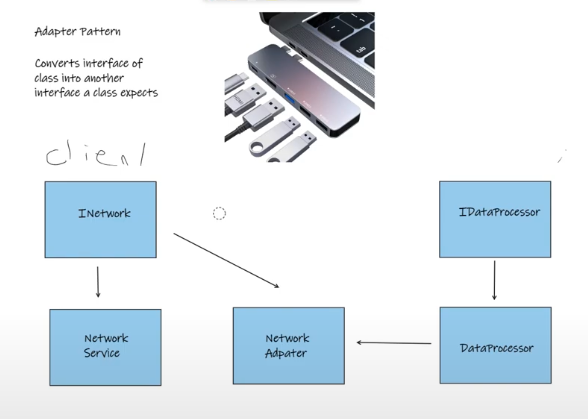 Adapter Pattern
Converts interface of
class into another
interface a class expects
client
INetwork
IDataProcessor
Network
Service
Network
Adpater
DataProcessor